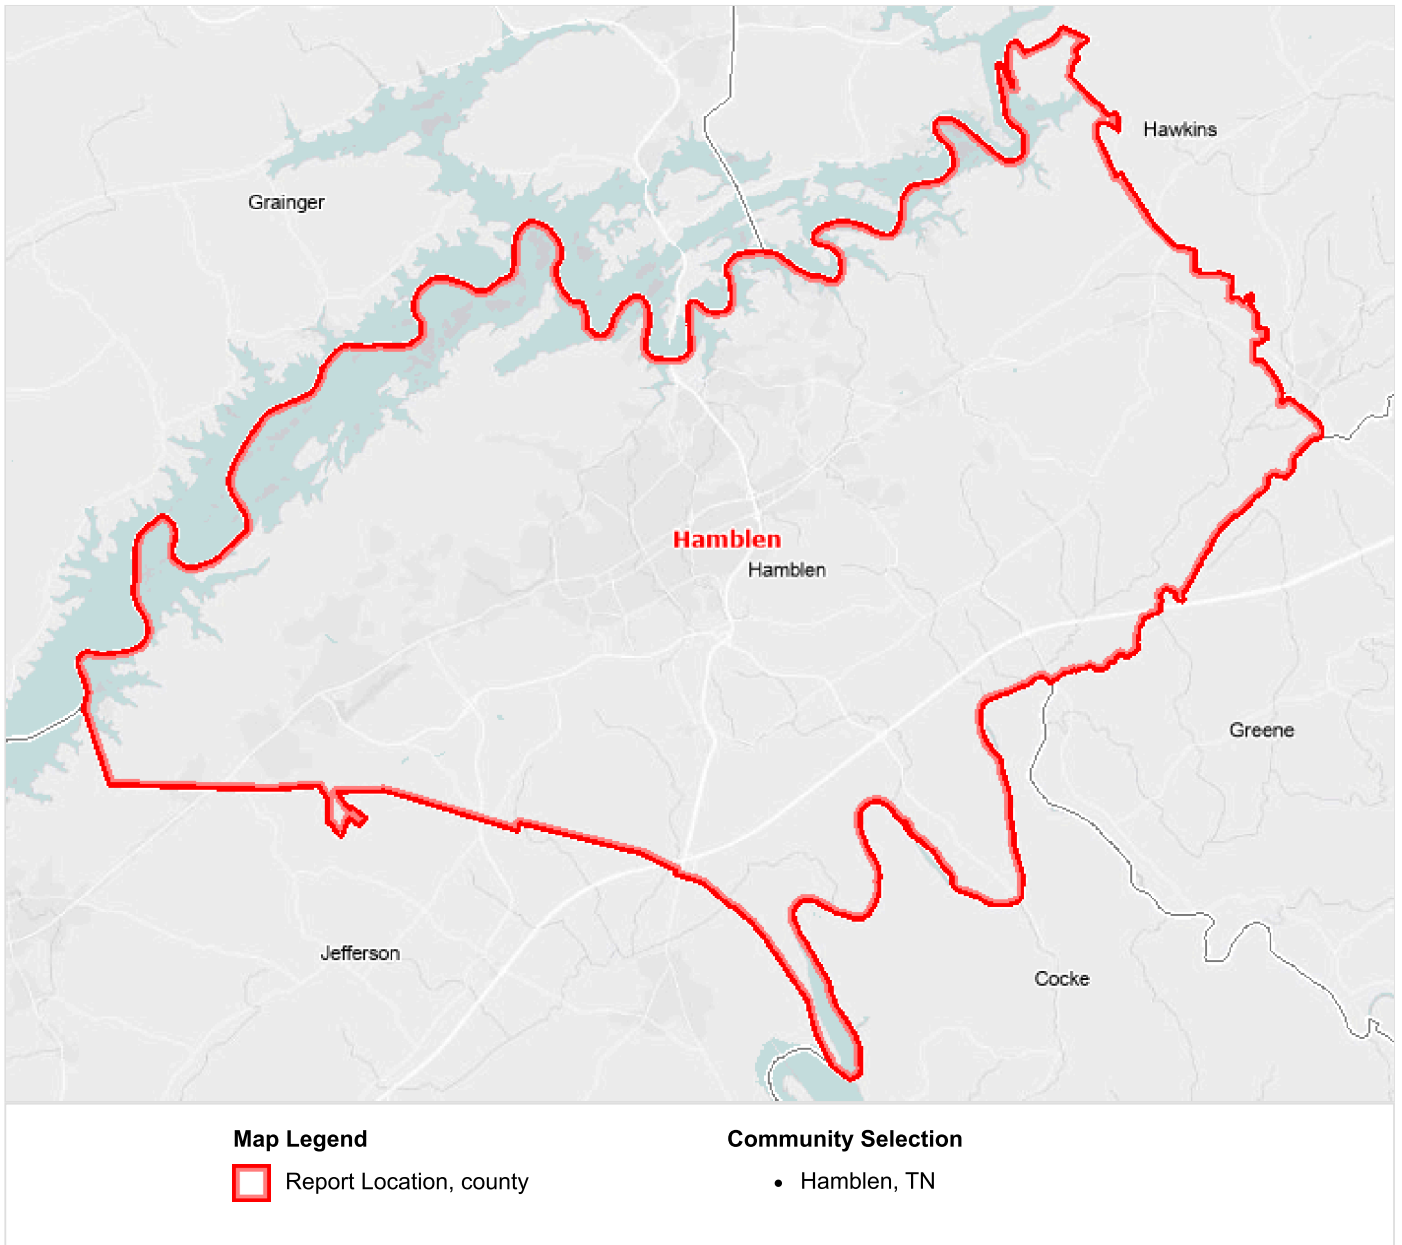 Hawkins
Grainger
Hamblen
Hamblen
Greene
Jefferson
Cocke
Map Legend
Report Location, county
Community Selection
• Hamblen, TN